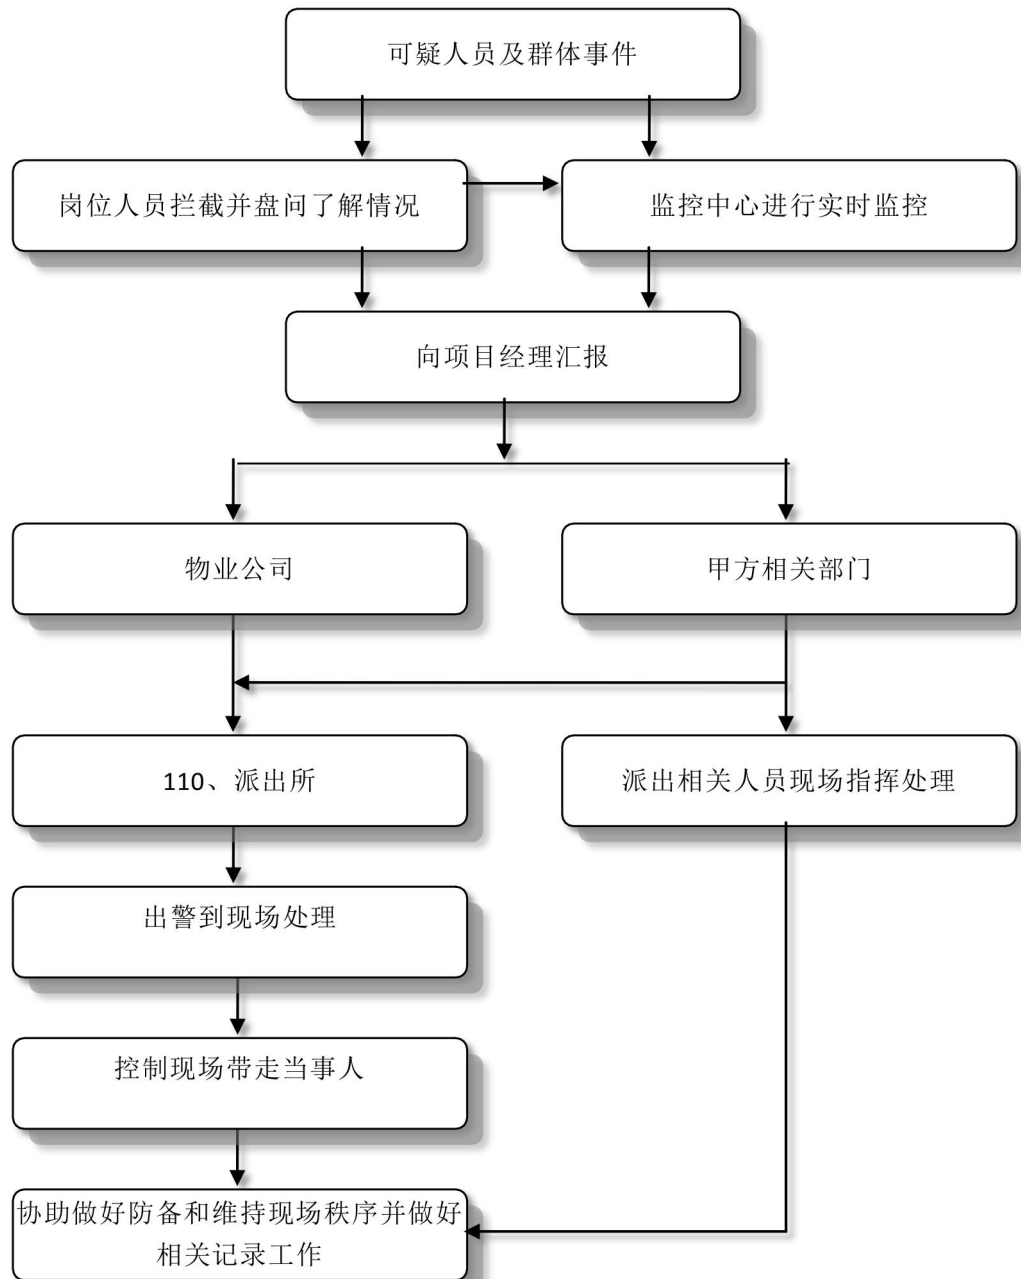 可疑人员及群体事件
岗位人员拦截并盘问了解情况
监控中心进行实时监控
向项目经理汇报
物业公司
甲方相关部门
110、派出所
派出相关人员现场指挥处理
出警到现场处理
控制现场带走当事人
协助做好防备和维持现场秩序并做好
相关记录工作